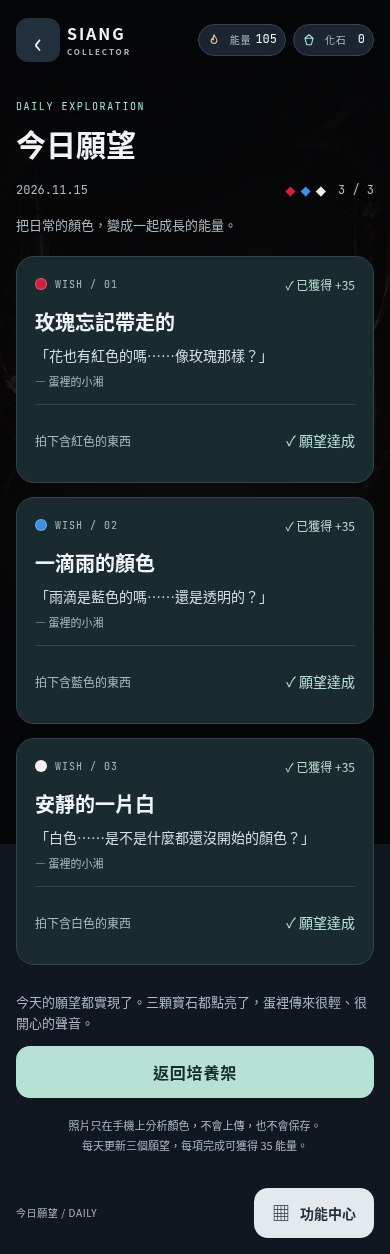 ‹ SIANG
COLLECTOR
能量 105
化石 0
DAILY EXPLORATION
今日願望
2026.11.15
3 / 3
把日常的顏色，變成一起成長的能量。
WISH / 01
✓ 已獲得 +35
玫瑰忘記帶走的
「花也有紅色的嗎⋯⋯像玫瑰那樣？」
— 蛋裡的小湘
拍下含紅色的東西
✓ 願望達成
WISH / 02
✓ 已獲得 +35
一滴雨的顏色
「雨滴是藍色的嗎⋯⋯還是透明的？」
— 蛋裡的小湘
拍下含藍色的東西
✓ 願望達成
WISH / 03
✓ 已獲得 +35
安靜的一片白
「白色⋯⋯是不是什麼都還沒開始的顏色？」
— 蛋裡的小湘
拍下含白色的東西
✓ 願望達成
今天的願望都實現了。三顆寶石都點亮了，蛋裡傳來很輕、很
開心的聲音。
返回培養架
照片只在手機上分析顏色，不會上傳，也不會保存。
每天更新三個願望，每項完成可獲得 35 能量。
今日願望 / DAILY
功能中心